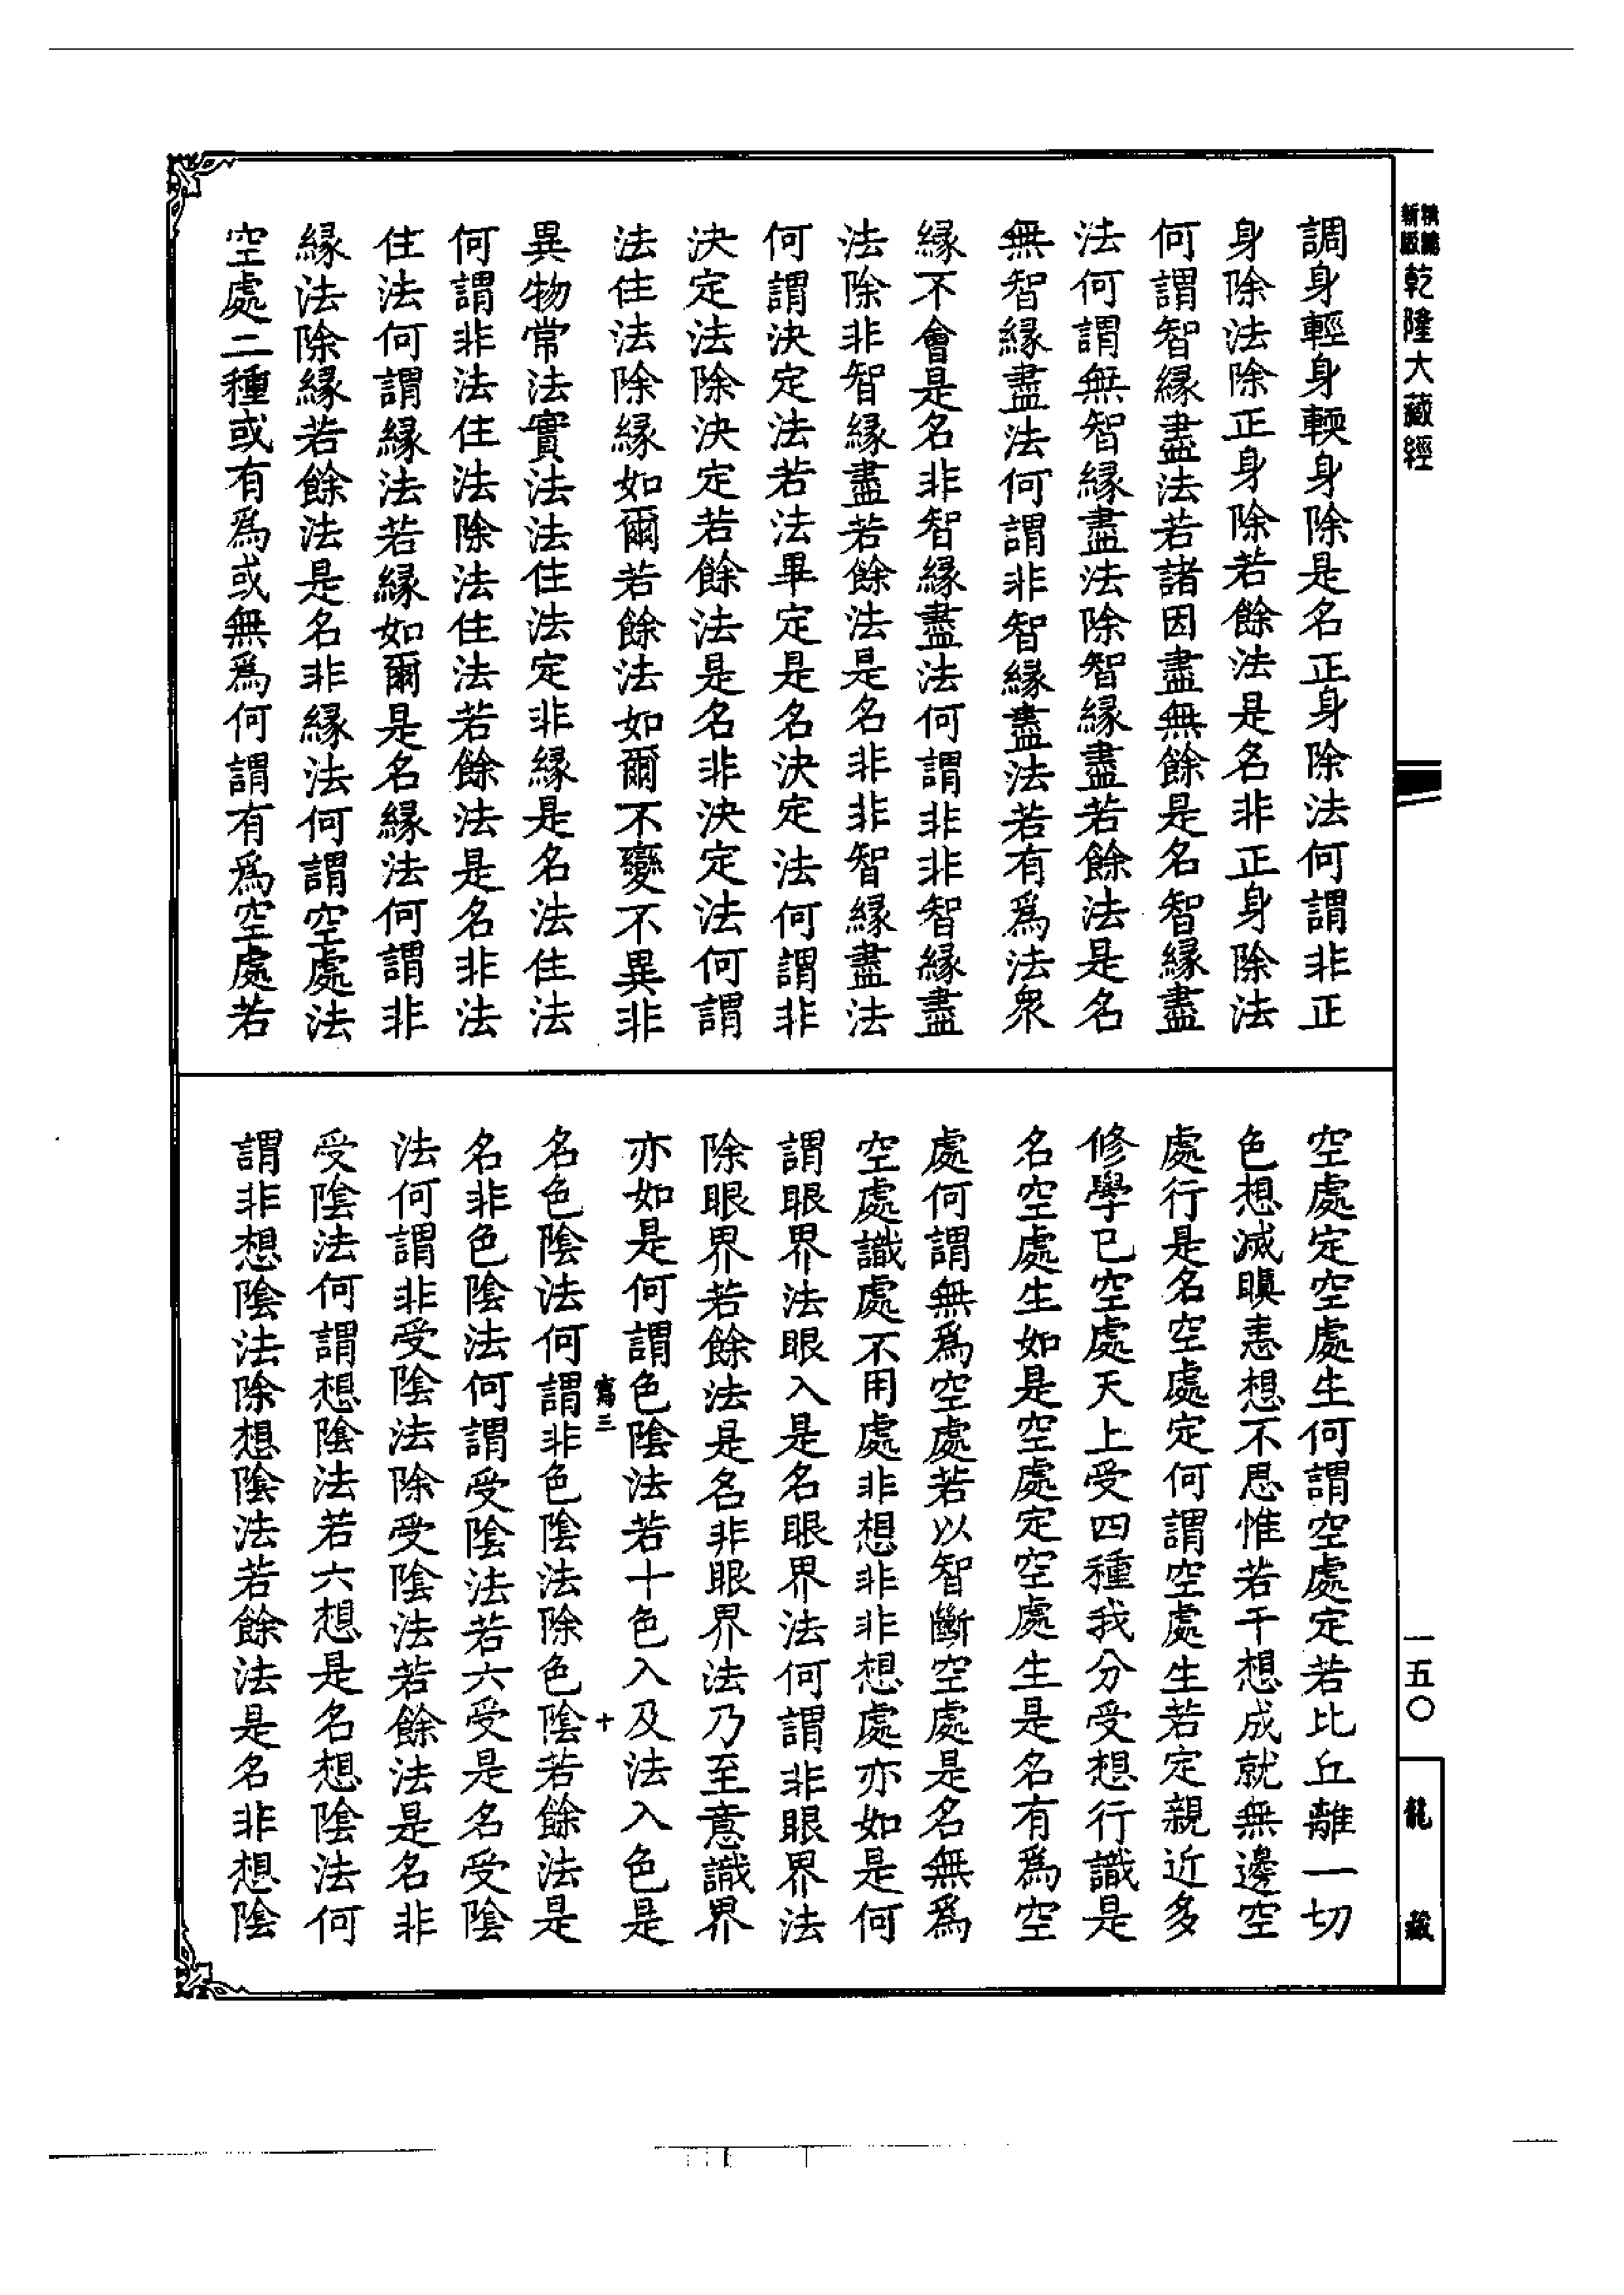 乾隆大藏經
一五〇
龍藏
調身輕身輭身除是名正身除法何謂非正
身除法除正身除若餘法是名非正身除法
何謂智緣盡法若諸因盡無餘是名智緣盡
法何謂無智緣盡法除智緣盡若餘法是名
無智緣盡法何謂非智緣盡法若有爲法衆
緣不會是名非智緣盡法何謂非非智緣盡
法除非智緣盡若餘法是名非非智緣盡法
何謂決定法若法畢定是名決定法何謂非
決定法除決定若餘法是名非決定法何謂
法住法除緣如爾若餘法如爾不變不異非
異物常法實法法住法定非緣是名法住法
何謂非法住法除法住法若餘法是名非法
住法何謂緣法若緣如爾是名緣法何謂非
緣法除緣若餘法是名非緣法何謂空處法
空處二種或有爲或無爲何謂有爲空處若
空處定空處生何謂空處定若比丘離一切
色想滅瞋恚想不思惟若干想成就無邊空
處行是名空處定何謂空處生若定親近多
修學已空處天上受四種我分受想行識是
名空處生如是空處定空處生是名有爲空
處何謂無爲空處若以智斷空處是名無爲
空處識處不用處非想非非想處亦如是何
謂眼界法眼入是名眼界法何謂非眼界法
除眼界若餘法是名非眼界法乃至意識界
亦如是何謂色陰法若十色入及法入色是
寫三
十
名色陰法何謂非色陰法除色陰若餘法是
名非色陰法何謂受陰法若六受是名受陰
法何謂非受陰法除受陰法若餘法是名非
受陰法何謂想陰法若六想是名想陰法何
謂非想陰法除想陰法若餘法是名非想陰